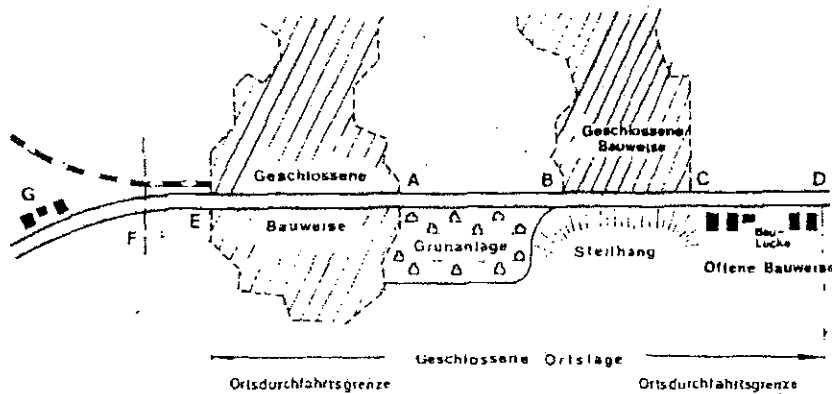 Geschlossene
Bauweise
Geschlossene
A
B
C
D
G
F
E
Bauweise
Grünanlage
Steilhang
Bau-
Lücke
Offene Bauweise
Geschlossene Ortslage
Ortsdurchfahrtsgrenze
Ortsdurchfahrtsgrenze